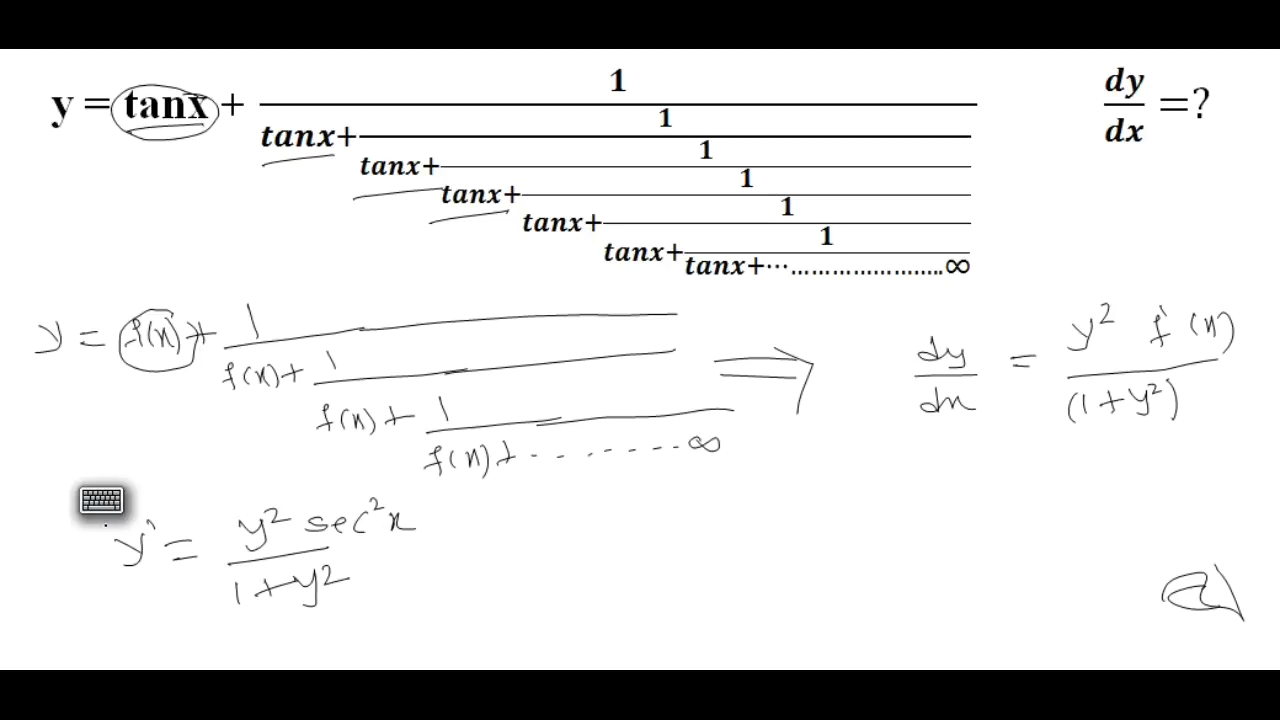 y = tanx + 1 dy/dx = ?
tanx + 1
tanx + 1
tanx + 1
tanx + 1
tanx + 1
tanx + ⋯.......................∞
y = f(x) + 1 ⇒ dy/dx = y² f'(x)/(1 + y²)
f(x) + 1
f(x) + 1
f(x) + ........ ∞
y' = y² sec²x/1 + y²